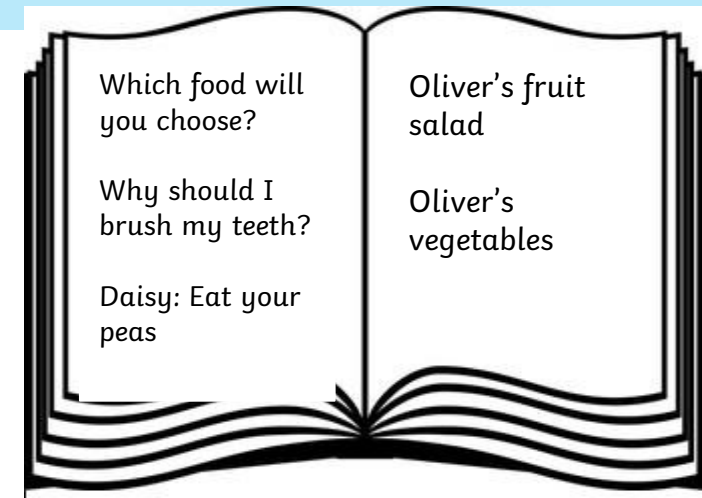 Which food will
you choose?
Why should I
brush my teeth?
Daisy: Eat your
peas
Oliver’s fruit
salad
Oliver’s
vegetables